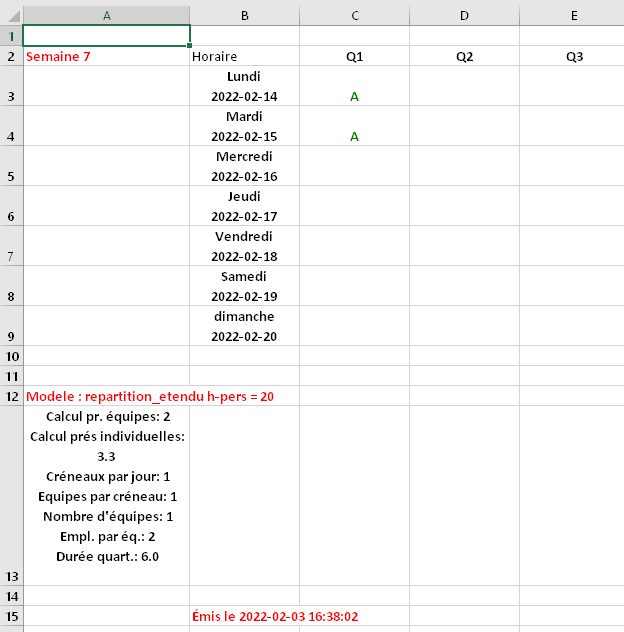 A B C D E
1
2 Semaine 7 Horaire Q1 Q2 Q3
Lundi
3 2022-02-14 A
Mardi
4 2022-02-15 A
Mercredi
5 2022-02-16
Jeudi
6 2022-02-17
Vendredi
7 2022-02-18
Samedi
8 2022-02-19
dimanche
9 2022-02-20
10
11
12 Modele : repartition_etendu h-pers = 20
Calcul pr. équipes: 2
Calcul prés individuelles:
3.3
Créneaux par jour: 1
Equipes par créneau: 1
Nombre d'équipes: 1
Empl. par éq.: 2
Durée quart.: 6.0
13
14
15 Émis le 2022-02-03 16:38:02